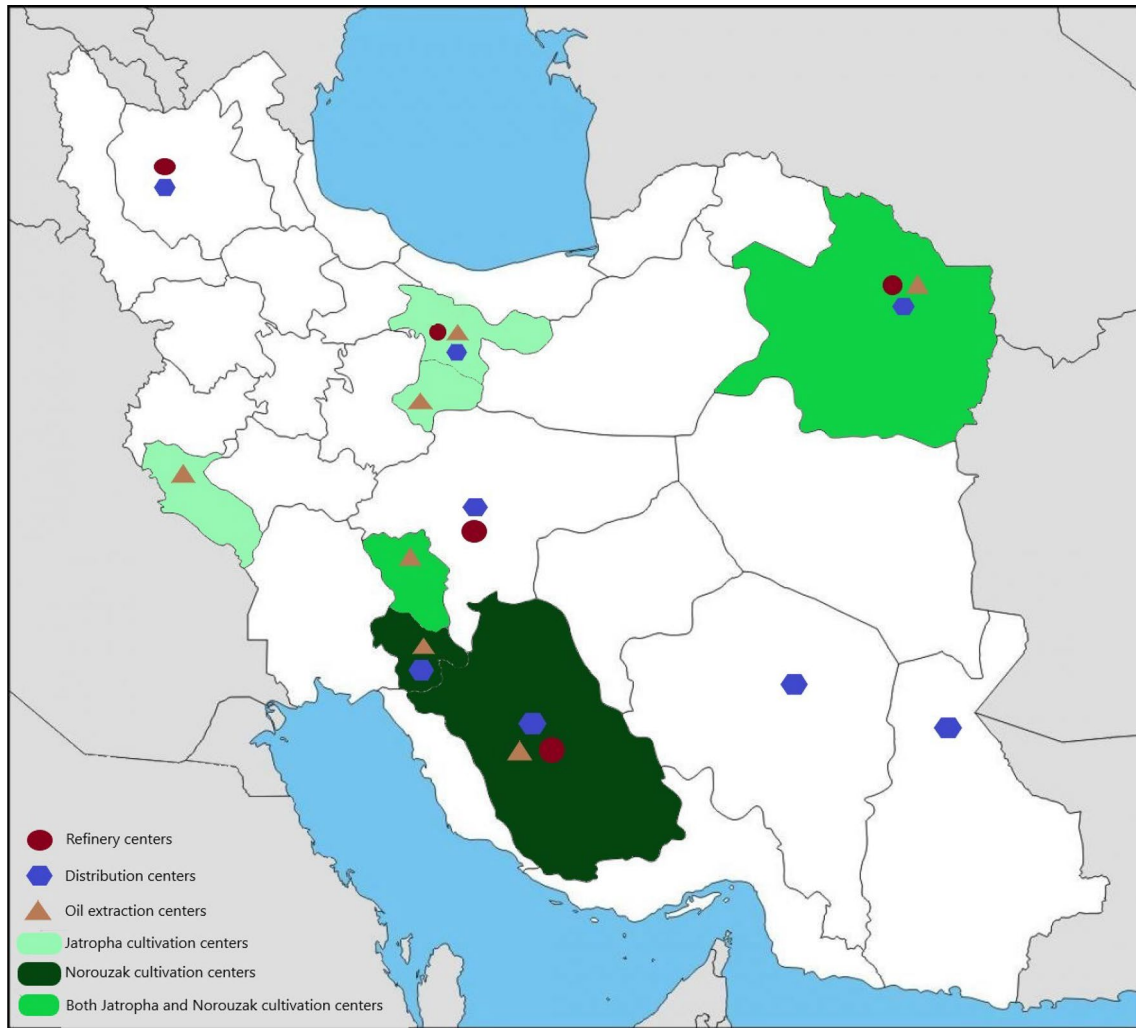 Refinery centers
Distribution centers
Oil extraction centers
Jatropha cultivation centers
Norouzak cultivation centers
Both Jatropha and Norouzak cultivation centers